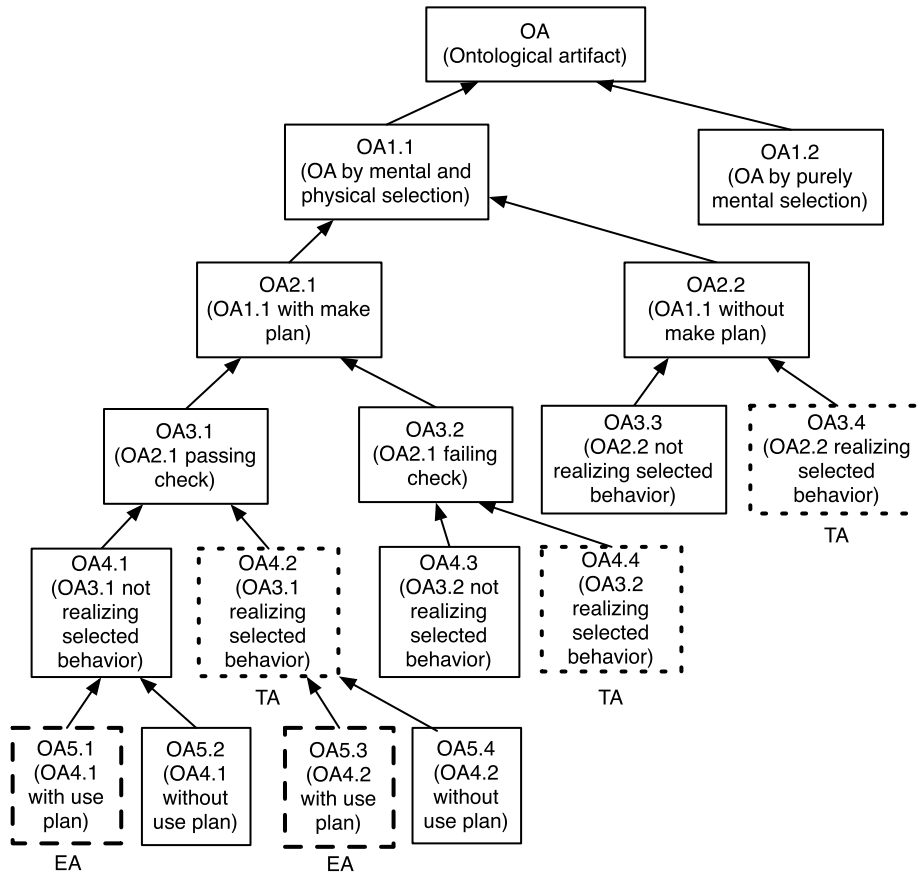 OA
(Ontological artifact)
OA1.1
(OA by mental and
physical selection)
OA1.2
(OA by purely
mental selection)
OA2.1
(OA1.1 with make
plan)
OA2.2
(OA1.1 without
make plan)
OA3.1
(OA2.1 passing
check)
OA3.2
(OA2.1 failing
check)
OA3.3
(OA2.2 not
realizing selected
behavior)
OA3.4
(OA2.2 realizing
selected
behavior)
TA
OA4.1
(OA3.1 not
realizing
selected
behavior)
OA4.2
(OA3.1
realizing
selected
behavior)
TA
OA4.3
(OA3.2 not
realizing
selected
behavior)
OA4.4
(OA3.2
realizing
selected
behavior)
TA
OA5.1
(OA4.1
with use
plan)
EA
OA5.2
(OA4.1
without
use plan)
OA5.3
(OA4.2
with use
plan)
EA
OA5.4
(OA4.2
without
use plan)